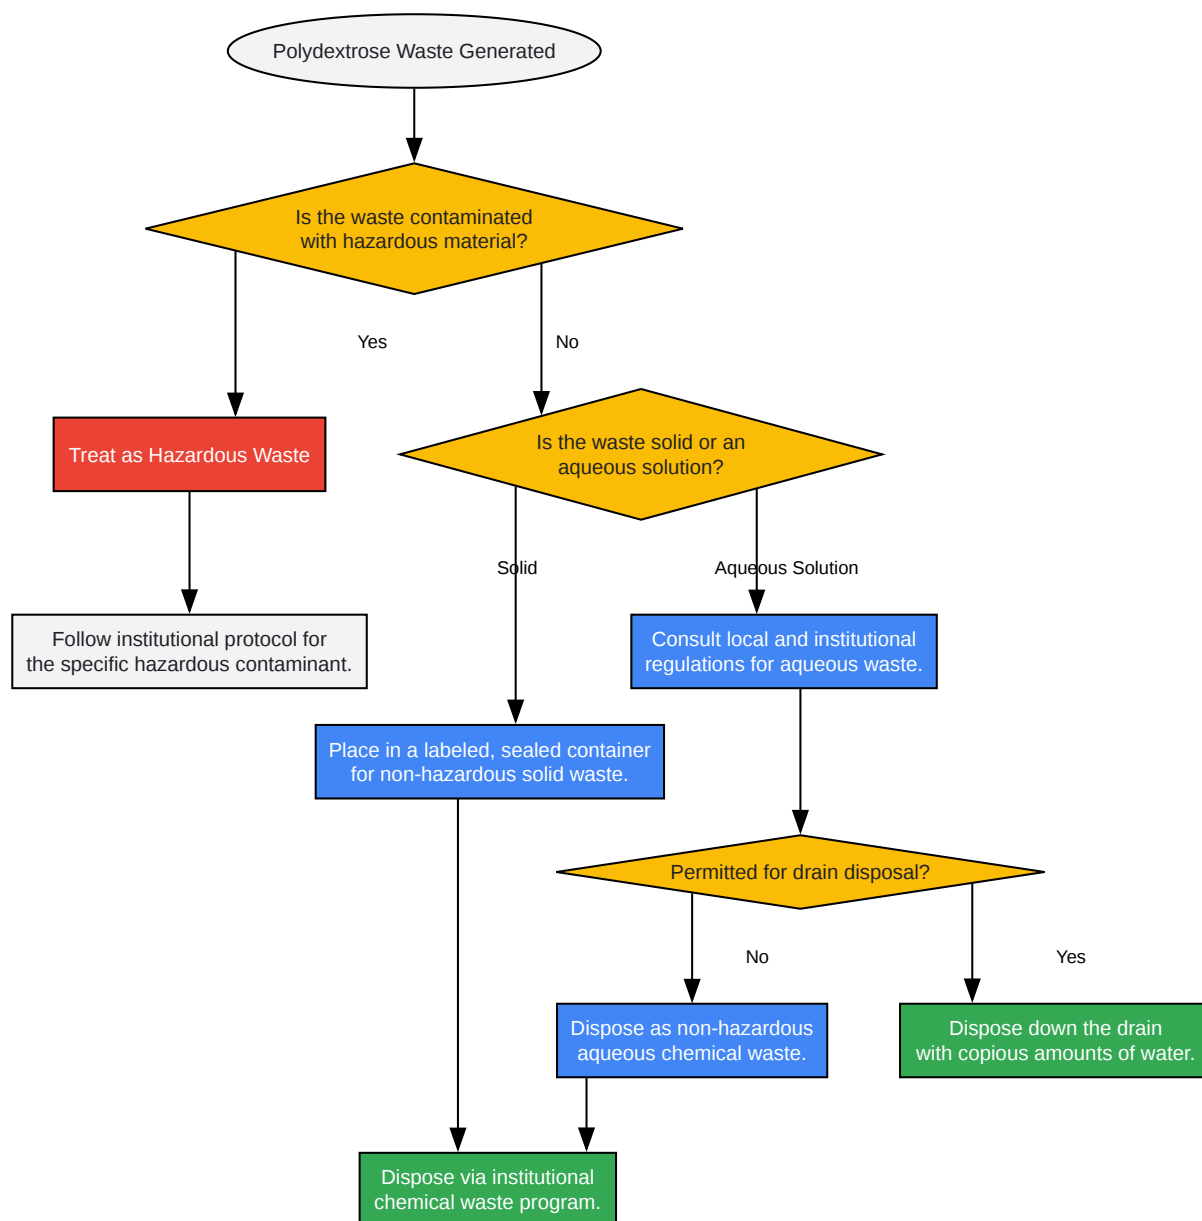 Polydextrose Waste Generated
Is the waste contaminated
with hazardous material?
Yes
No
Treat as Hazardous Waste
Is the waste solid or an
aqueous solution?
Solid
Aqueous Solution
Follow institutional protocol for
the specific hazardous contaminant.
Consult local and institutional
regulations for aqueous waste.
Place in a labeled, sealed container
for non-hazardous solid waste.
Permitted for drain disposal?
No
Yes
Dispose as non-hazardous
aqueous chemical waste.
Dispose down the drain
with copious amounts of water.
Dispose via institutional
chemical waste program.